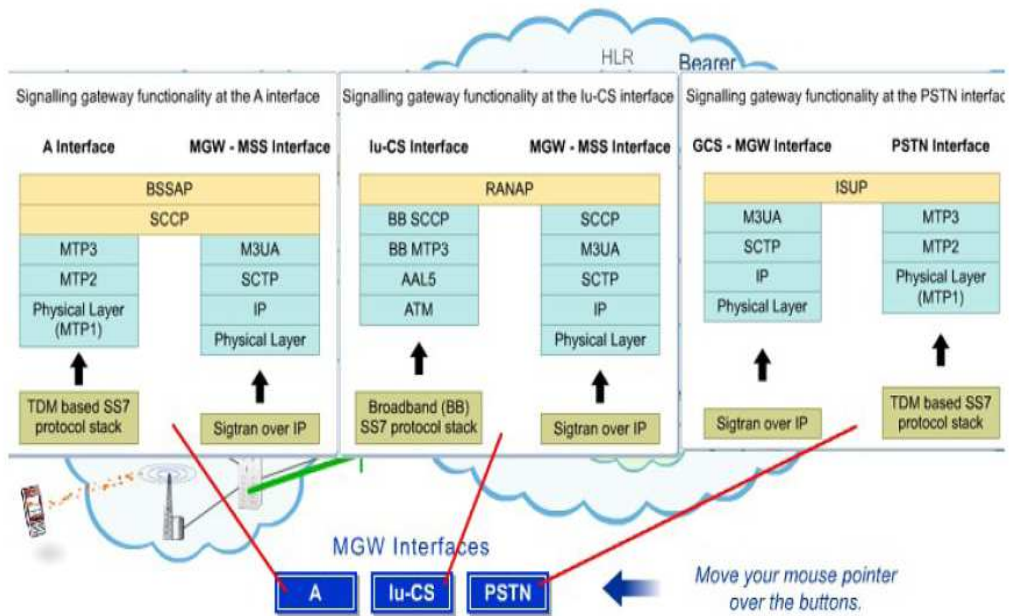 HLR
Bearer
Signalling gateway functionality at the A interface
A Interface
MGW - MSS Interface
BSSAP
SCCP
MTP3
MTP2
Physical Layer
(MTP1)
M3UA
SCTP
IP
Physical Layer
TDM based SS7
protocol stack
Sigtran over IP
Signalling gateway functionality at the Iu-CS interface
Iu-CS Interface
MGW - MSS Interface
RANAP
BB SCCP
BB MTP3
AAL5
ATM
SCCP
M3UA
SCTP
IP
Physical Layer
Broadband (BB)
SS7 protocol stack
Sigtran over IP
Signalling gateway functionality at the PSTN interfac
GCS - MGW Interface
PSTN Interface
ISUP
M3UA
SCTP
IP
Physical Layer
MTP3
MTP2
Physical Layer
(MTP1)
Sigtran over IP
TDM based SS7
protocol stack
MGW Interfaces
A
Iu-CS
PSTN
Move your mouse pointer
over the buttons.